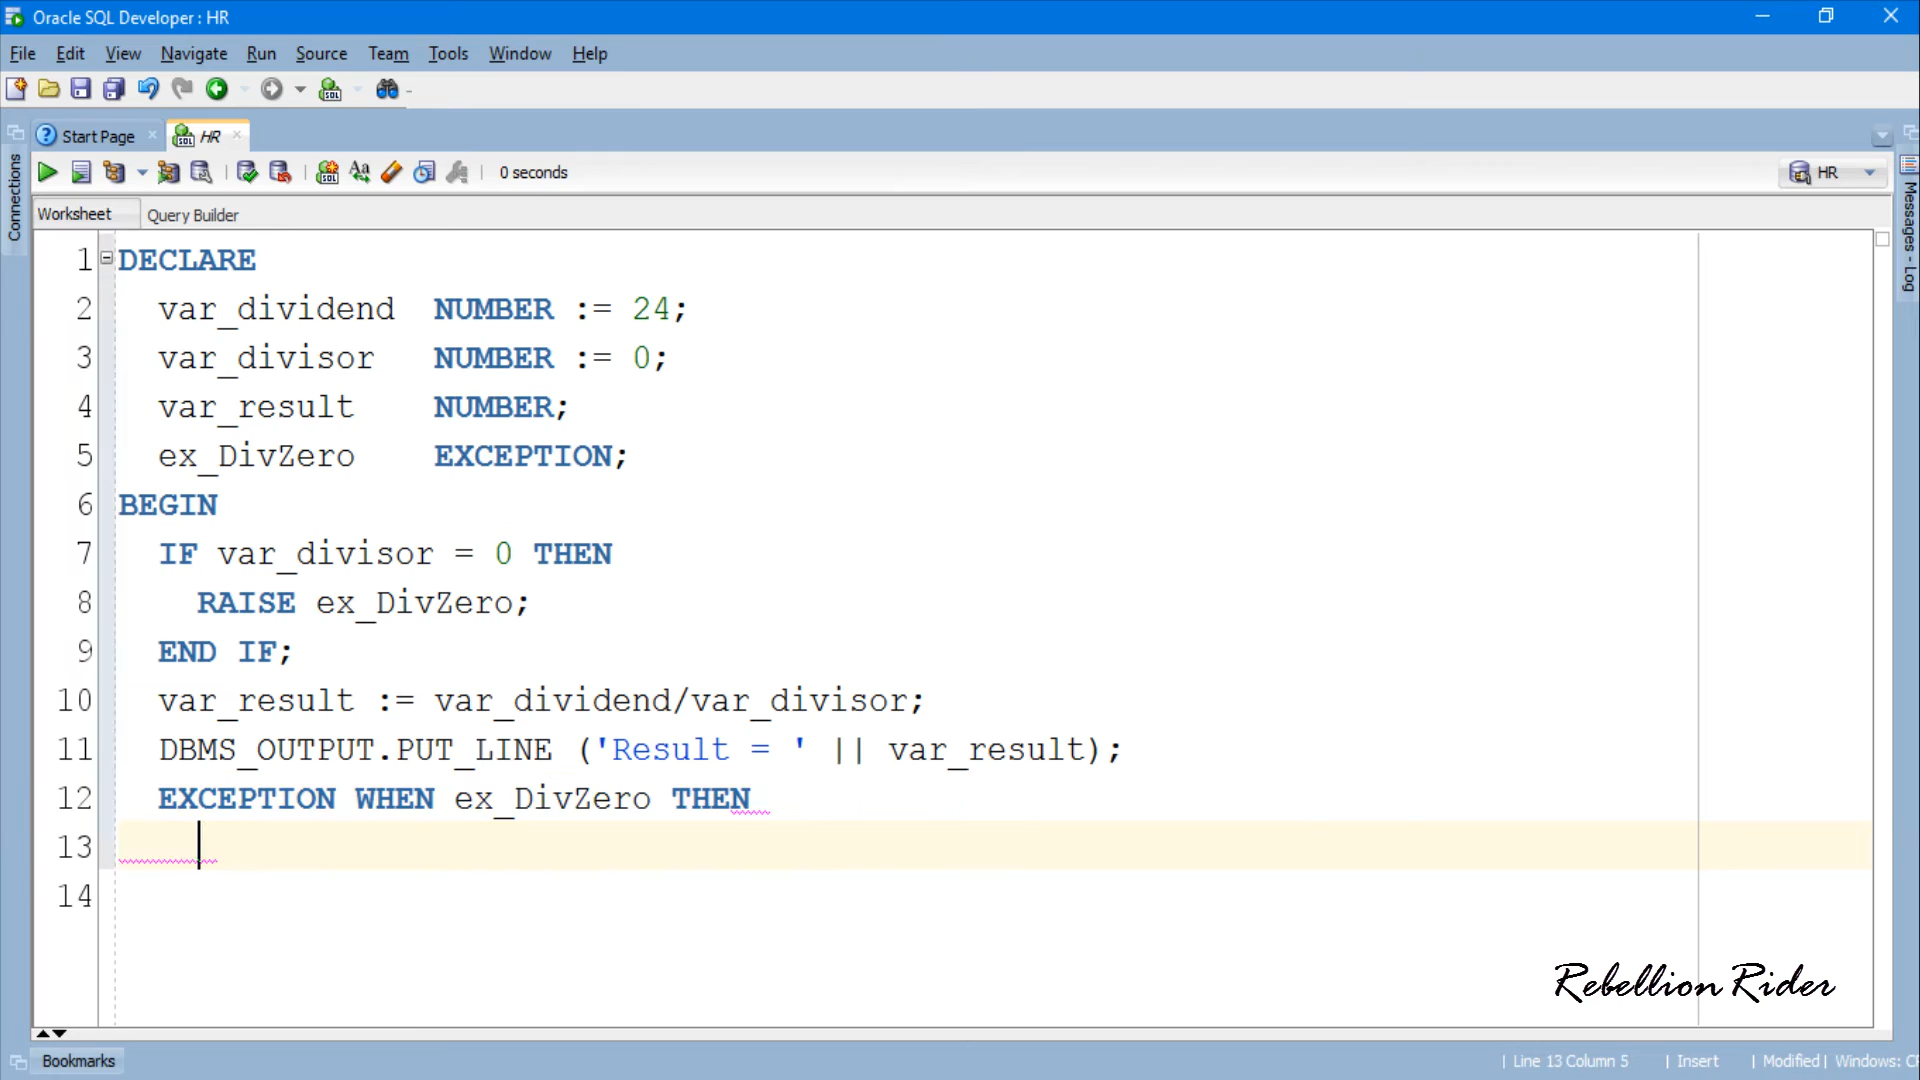 Oracle SQL Developer : HR
File Edit View Navigate Run Source Team Tools Window Help
Start Page HR
0 seconds HR
Worksheet Query Builder
Connections
Messages - Log
1 DECLARE
2 var_dividend NUMBER := 24;
3 var_divisor NUMBER := 0;
4 var_result NUMBER;
5 ex_DivZero EXCEPTION;
6 BEGIN
7 IF var_divisor = 0 THEN
8 RAISE ex_DivZero;
9 END IF;
10 var_result := var_dividend/var_divisor;
11 DBMS_OUTPUT.PUT_LINE ('Result = ' || var_result);
12 EXCEPTION WHEN ex_DivZero THEN
13
14
Rebellion Rider
Bookmarks
| Line 13 Column 5 | Insert | Modified | Windows: C